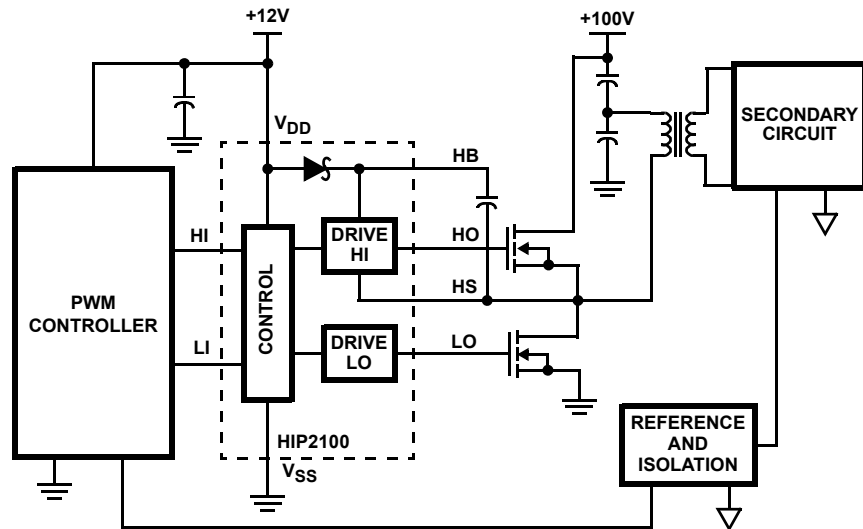 +12V
+100V
SECONDARY
CIRCUIT
VDD
HB
HI
DRIVE
HI
HO
HS
PWM
CONTROLLER
CONTROL
LI
DRIVE
LO
LO
HIP2100
VSS
REFERENCE
AND
ISOLATION